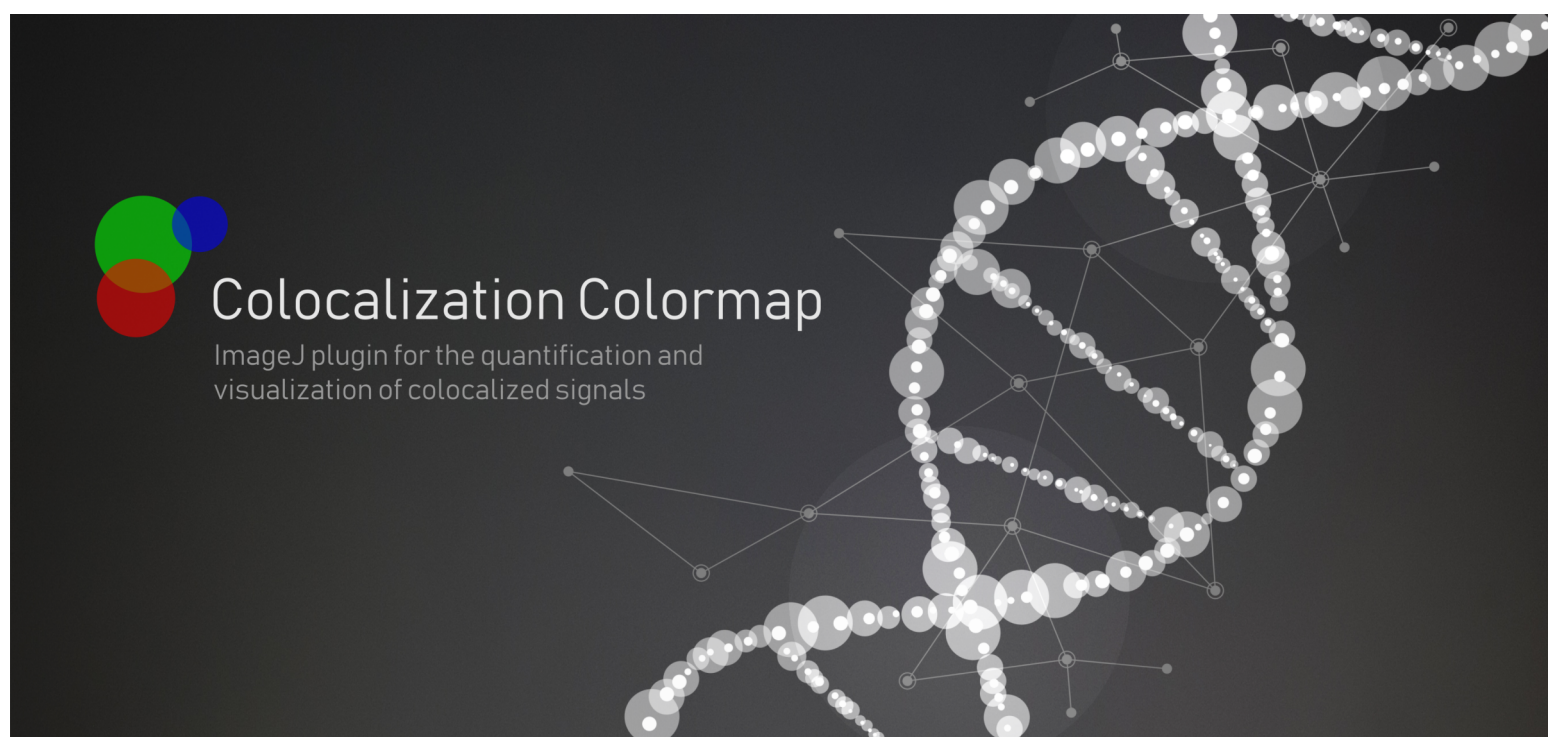 Colocalization Colormap
ImageJ plugin for the quantification and
visualization of colocalized signals